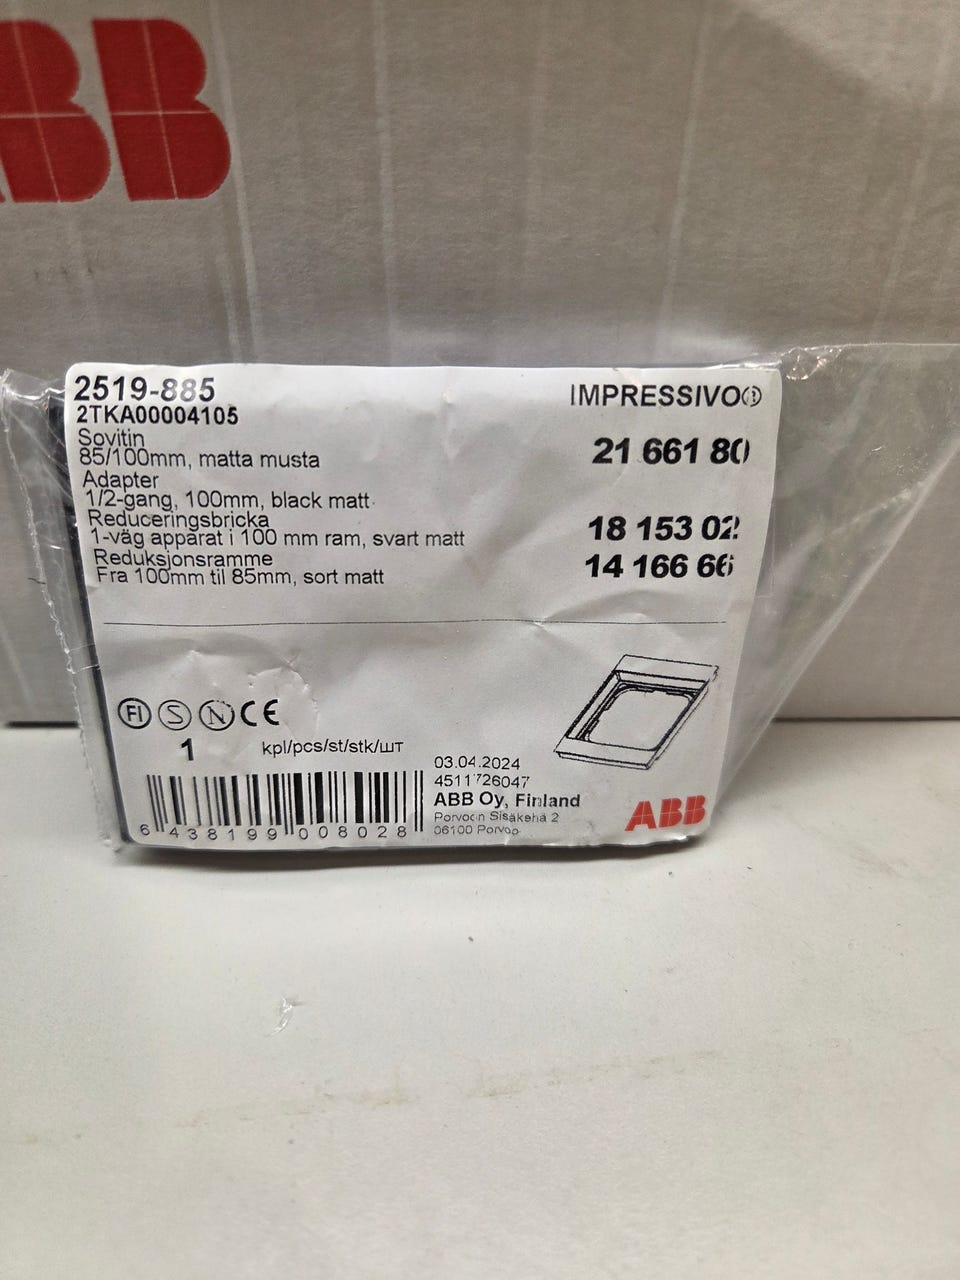 ABB
2519-885
IMPRESSIVO®
2TKA00004105
Sovitin
85/100mm, matta musta
21 661 80
Adapter
1/2-gang, 100mm, black matt
Reduceringsbricka
1-väg apparat i 100 mm ram, svart matt
18 153 02
Reduksjonsramme
Fra 100mm til 85mm, sort matt
14 166 66
FI S N CE
1 kpl/pcs/st/stk/шт
03.04.2024
4511726047
ABB Oy, Finland
Porvoon Sisäkehä 2
06100 Porvoo
ABB
6 438199 008028